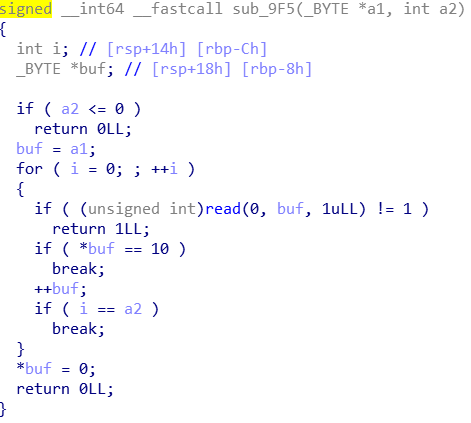 signed __int64 __fastcall sub_9F5(_BYTE *a1, int a2)
{
  int i; // [rsp+14h] [rbp-Ch]
  _BYTE *buf; // [rsp+18h] [rbp-8h]

  if ( a2 <= 0 )
    return 0LL;
  buf = a1;
  for ( i = 0; ; ++i )
  {
    if ( (unsigned int)read(0, buf, 1uLL) != 1 )
      return 1LL;
    if ( *buf == 10 )
      break;
    ++buf;
    if ( i == a2 )
      break;
  }
  *buf = 0;
  return 0LL;
}